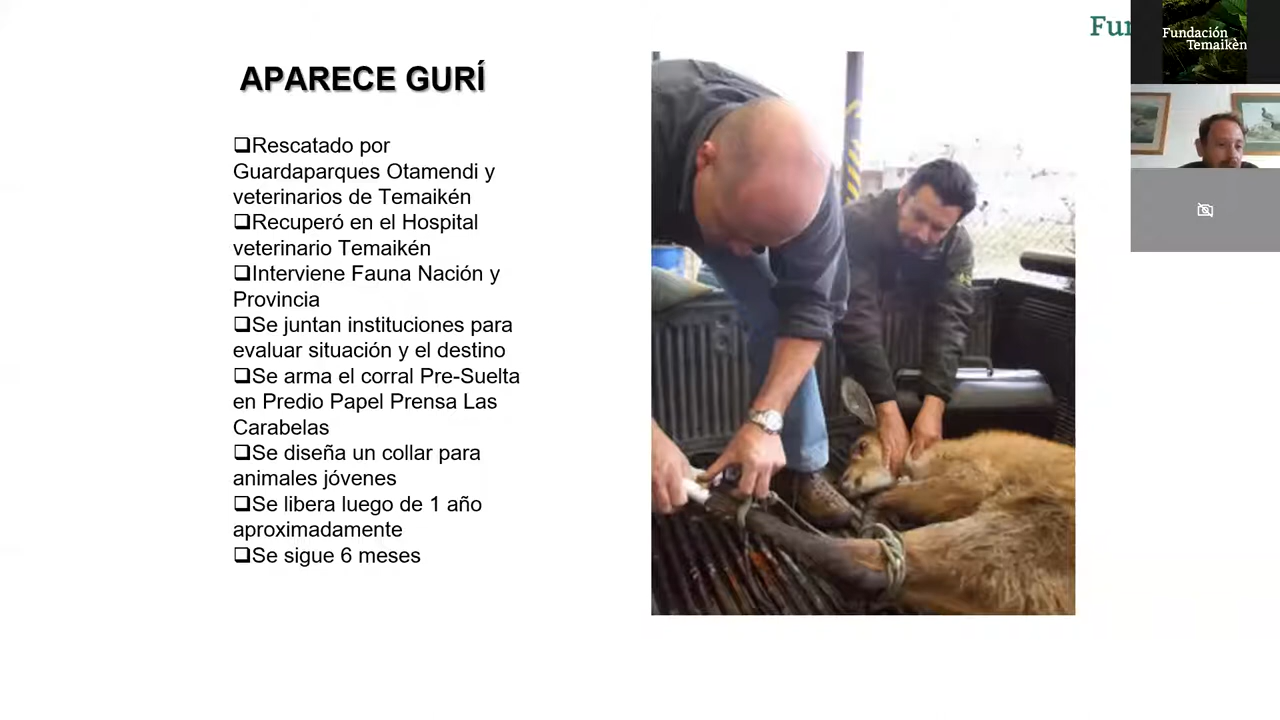 Fun
Fundación
Temaikèn
APARECE GURÍ
❑Rescatado por
Guardaparques Otamendi y
veterinarios de Temaikén
❑Recuperó en el Hospital
veterinario Temaikén
❑Interviene Fauna Nación y
Provincia
❑Se juntan instituciones para
evaluar situación y el destino
❑Se arma el corral Pre-Suelta
en Predio Papel Prensa Las
Carabelas
❑Se diseña un collar para
animales jóvenes
❑Se libera luego de 1 año
aproximadamente
❑Se sigue 6 meses